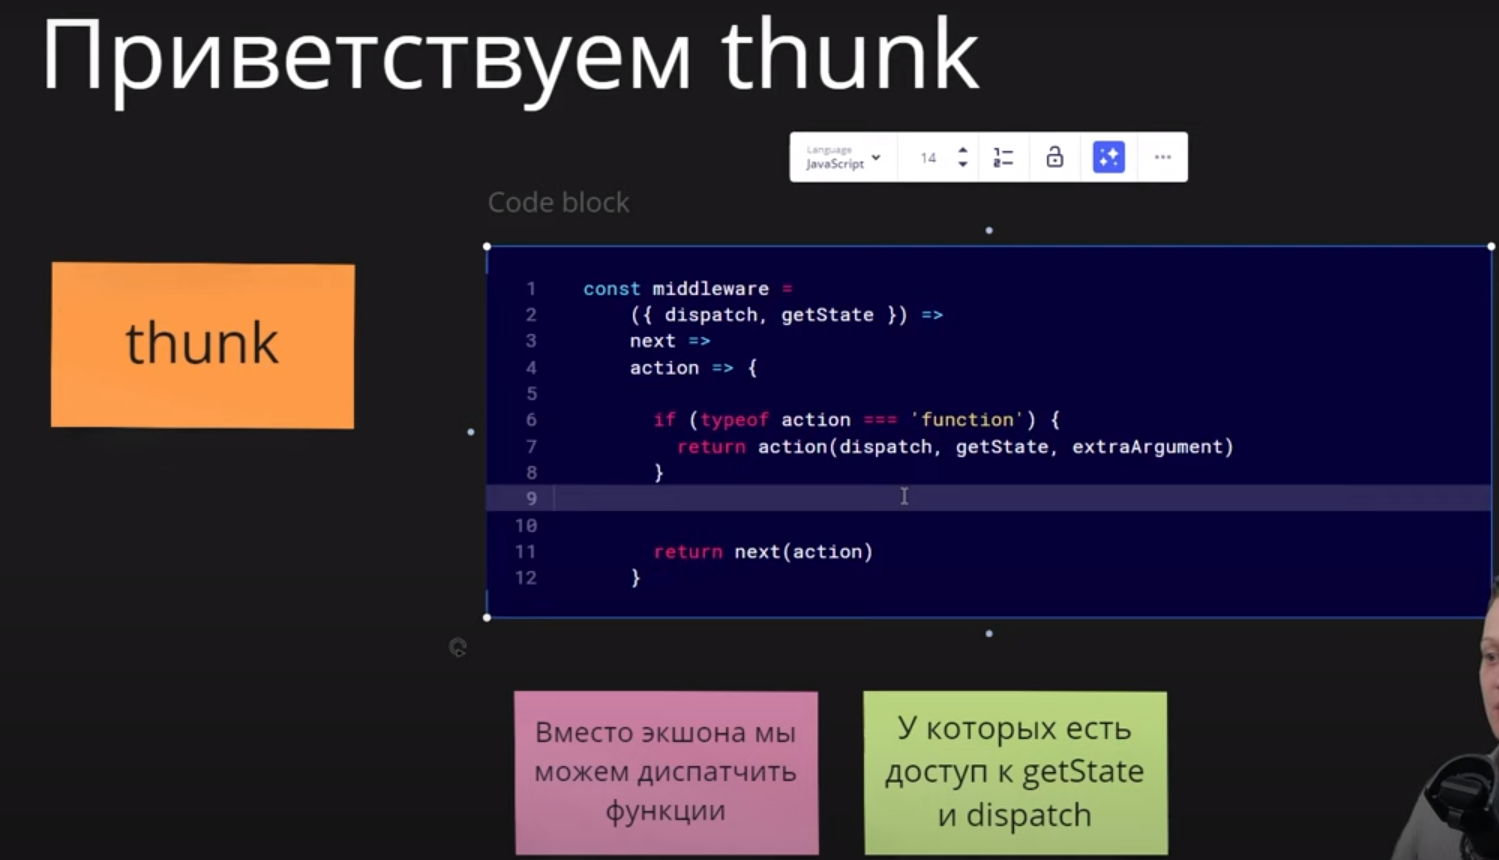 Приветствуем thunk
Language
JavaScript
14
Code block
thunk
1 const middleware =
2 ({ dispatch, getState }) =>
3 next =>
4 action => {
5
6 if (typeof action === 'function') {
7 return action(dispatch, getState, extraArgument)
8 }
9
10
11 return next(action)
12 }
Вместо экшона мы
можем диспатчить
функции
У которых есть
доступ к getState
и dispatch